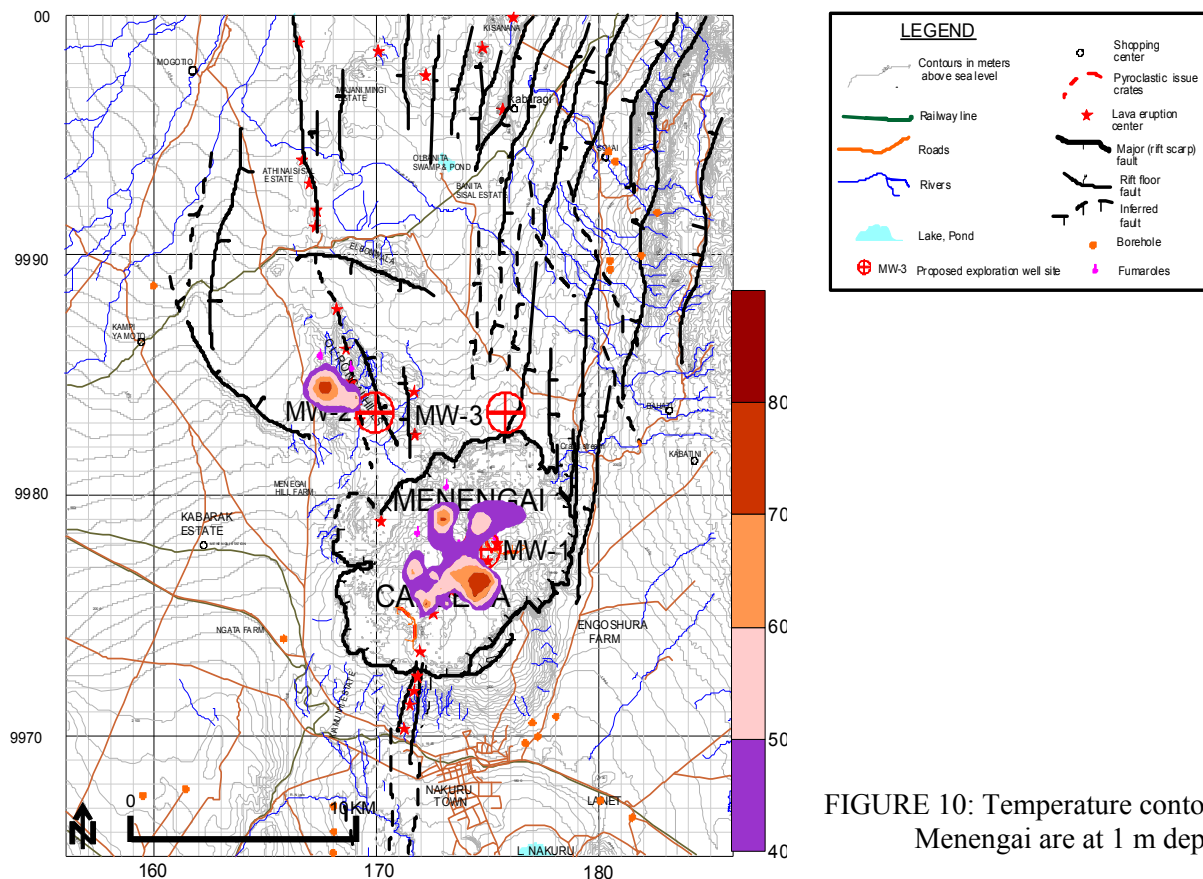 00
9990
9980
9970
160
170
180
KISANANA
MOGOTIO
MAJANI MINGI
ESTATE
Kabaragi
OLBANITA
SWAMP & POND
SOLAI
ATHINAI SISAL
ESTATE
BANITA
SISAL ESTATE
KAMPI
YA MOTO
MW-2
MW-3
KABATINI
MENEGAI
HILL FARM
MENENGAI
KABARAK
ESTATE
MW-1
NGATA FARM
ENGOSHURA
FARM
NAKURU
TOWN
LANET
L. NAKURU
0
10 KM
N
80
70
60
50
40
LEGEND
Contours in meters
above sea level
Railway line
Roads
Rivers
Lake, Pond
MW-3 Proposed exploration well site
Shopping
center
Pyroclastic issue
crates
Lava eruption
center
Major (rift scarp)
fault
Rift floor
fault
Inferred
fault
Borehole
Fumaroles
FIGURE 10: Temperature conto
Menengai are at 1 m dep